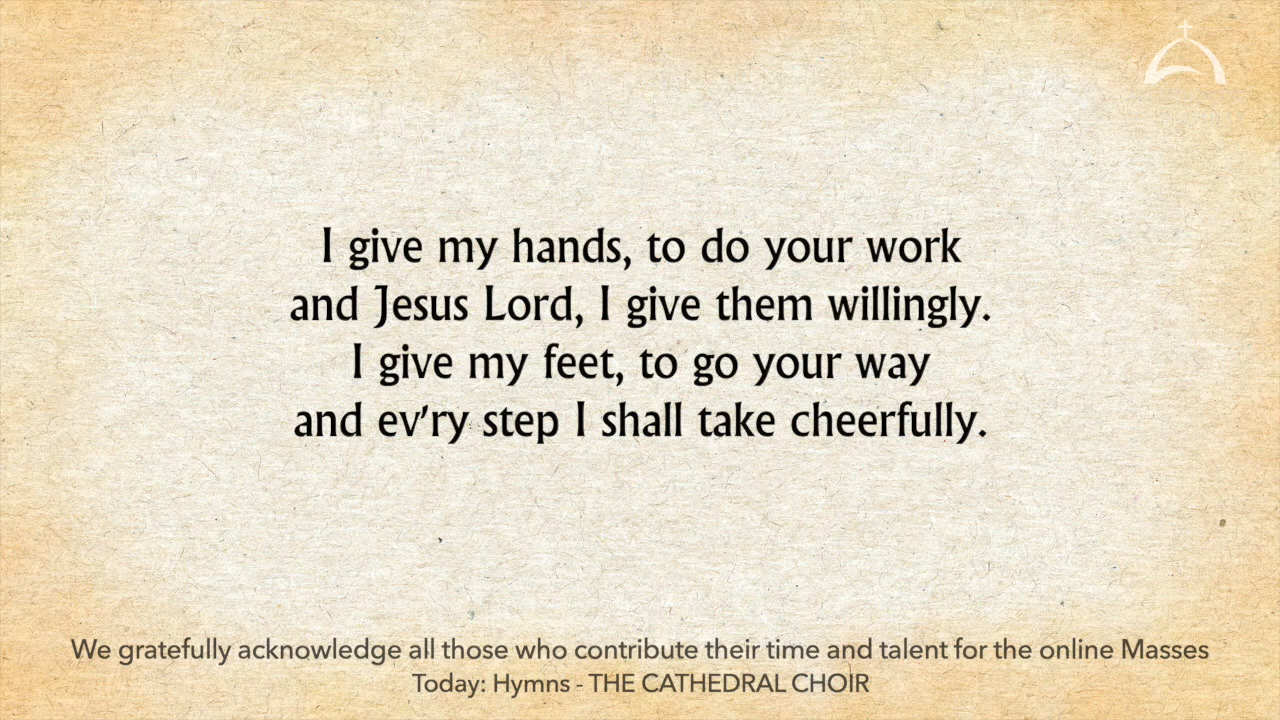 I give my hands, to do your work
and Jesus Lord, I give them willingly.
I give my feet, to go your way
and ev'ry step I shall take cheerfully.
We gratefully acknowledge all those who contribute their time and talent for the online Masses
Today: Hymns - THE CATHEDRAL CHOIR